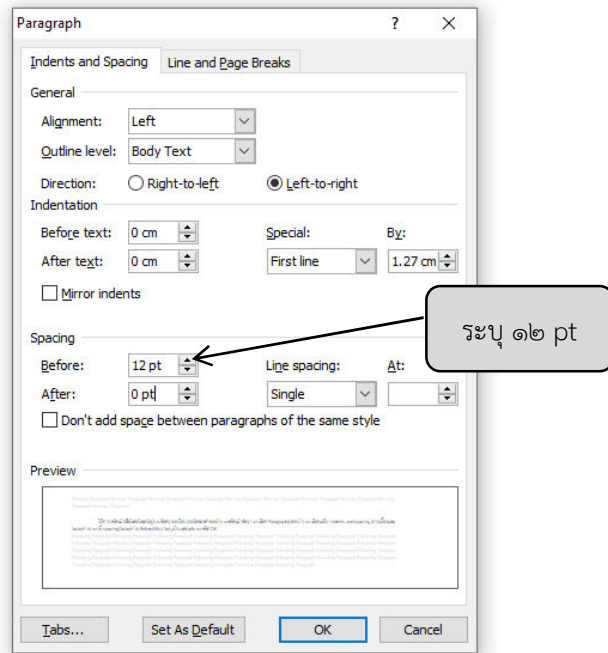 Paragraph ? ×
Indents and Spacing Line and Page Breaks
General
Alignment: Left
Outline level: Body Text
Direction: Right-to-left Left-to-right
Indentation
Before text: 0 cm Special: By:
After text: 0 cm First line 1.27 cm
Mirror indents
ระบุ ๑๒ pt
Spacing
Before: 12 pt Line spacing: At:
After: 0 pt Single
Don't add space between paragraphs of the same style
Preview
Tabs... Set As Default OK Cancel